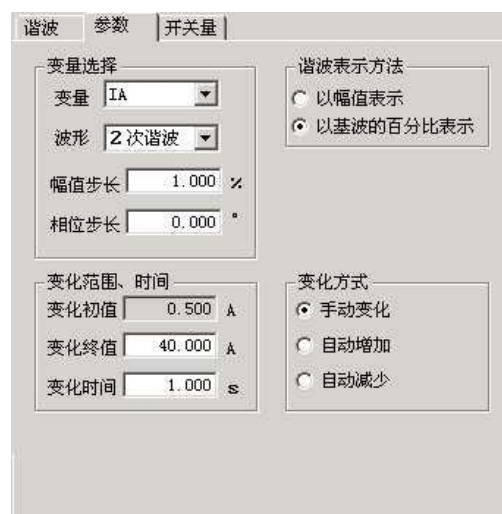 谐波 参数 开关量
变量选择
变量 IA
波形 2次谐波
幅值步长 1.000 %
相位步长 0.000 °
谐波表示方法
以幅值表示
以基波的百分比表示
变化范围、时间
变化初值 0.500 A
变化终值 40.000 A
变化时间 1.000 s
变化方式
手动变化
自动增加
自动减少